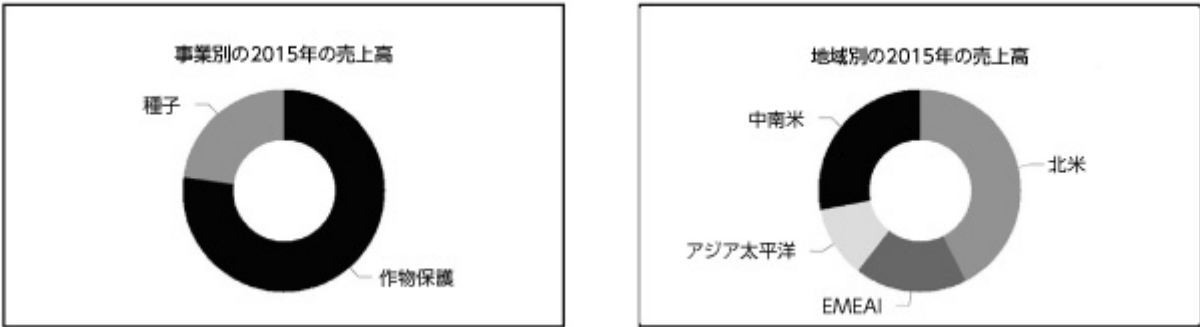 事業別の2015年の売上高
種子
作物保護
地域別の2015年の売上高
中南米
北米
アジア太平洋
EMEAI